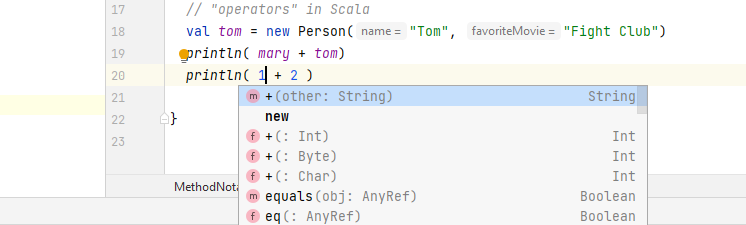 17 // "operators" in Scala
18 val tom = new Person( name = "Tom", favoriteMovie = "Fight Club")
19 println( mary + tom)
20 println( 1 + 2 )
21
22 }
23
m +(other: String) String
new
f +(: Int) Int
f +(: Byte) Int
f +(: Char) Int
m equals(obj: AnyRef) Boolean
f eq(: AnyRef) Boolean